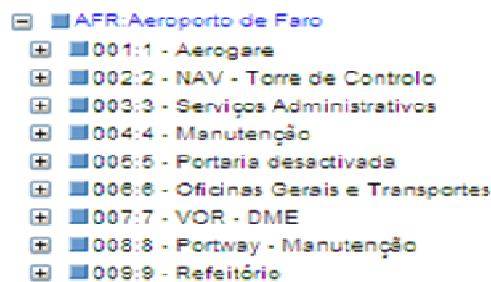 AFR:Aeroporto de Faro
001:1 - Aerogare
002:2 - NAV - Torre de Controlo
003:3 - Serviços Administrativos
004:4 - Manutenção
005:5 - Portaria desactivada
006:6 - Oficinas Gerais e Transportes
007:7 - VOR - DME
008:8 - Portway - Manutenção
009:9 - Refeitório